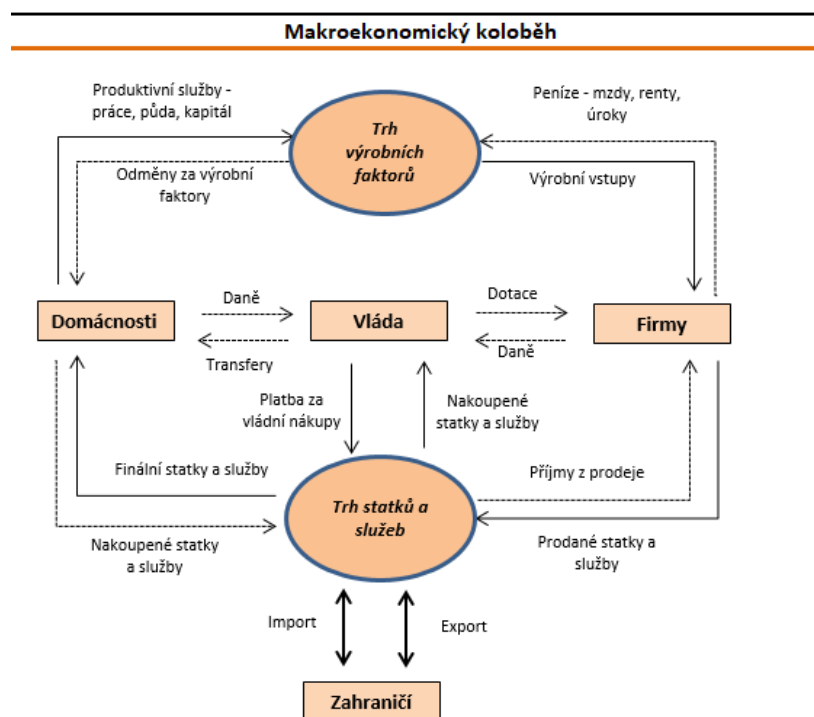 Makroekonomický koloběh
Produktivní služby -
práce, půda, kapitál
Peníze - mzdy, renty,
úroky
Trh
výrobních
faktorů
Odměny za výrobní
faktory
Výrobní vstupy
Daně
Dotace
Domácnosti
Vláda
Firmy
Transfery
Daně
Platba za
vládní nákupy
Nakoupené
statky a služby
Finální statky a služby
Příjmy z prodeje
Trh statků a
služeb
Nakoupené statky
a služby
Prodané statky a
služby
Import
Export
Zahraničí